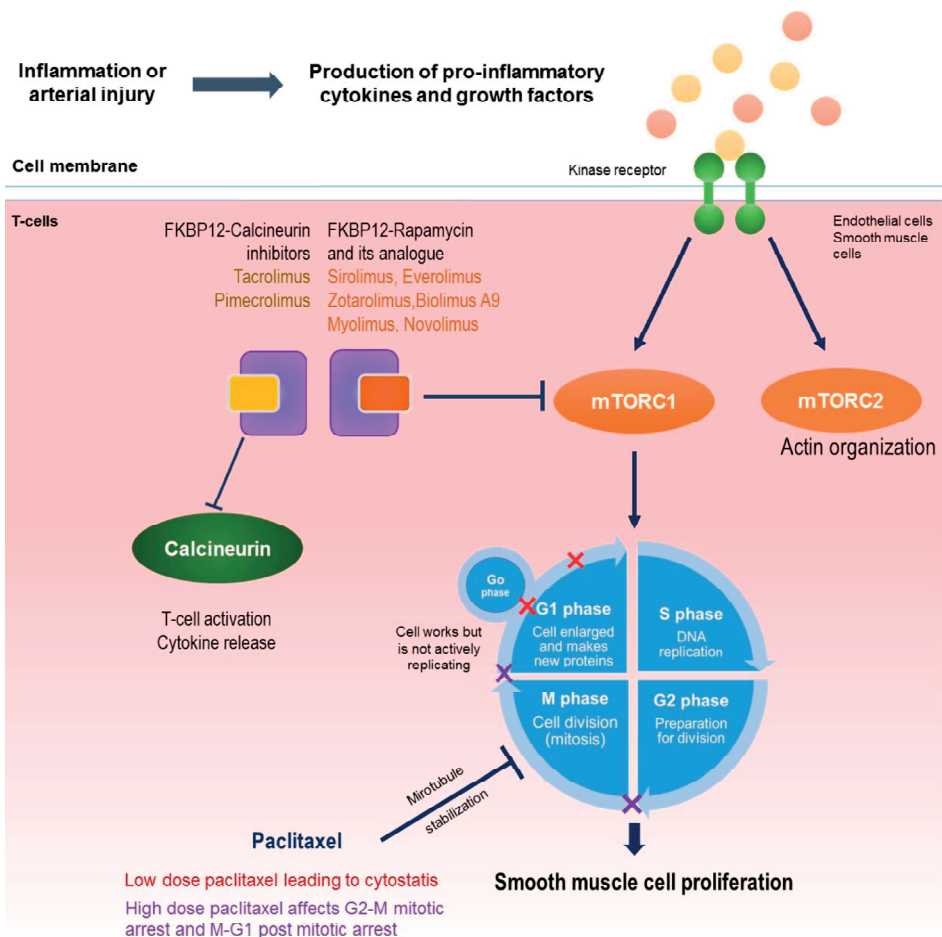 Inflammation or
arterial injury
Production of pro-inflammatory
cytokines and growth factors
Cell membrane
Kinase receptor
T-cells
Endothelial cells
Smooth muscle
cells
FKBP12-Calcineurin
inhibitors
Tacrolimus
Pimecrolimus
FKBP12-Rapamycin
and its analogue
Sirolimus, Everolimus
Zotarolimus,Biolimus A9
Myolimus, Novolimus
mTORC1
mTORC2
Actin organization
Calcineurin
T-cell activation
Cytokine release
Go
phase
Cell works but
is not actively
replicating
G1 phase
Cell enlarged
and makes
new proteins
S phase
DNA
replication
M phase
Cell division
(mitosis)
G2 phase
Preparation
for division
Mirotubule
stabilization
Paclitaxel
Low dose paclitaxel leading to cytostatis
High dose paclitaxel affects G2-M mitotic
arrest and M-G1 post mitotic arrest
Smooth muscle cell proliferation